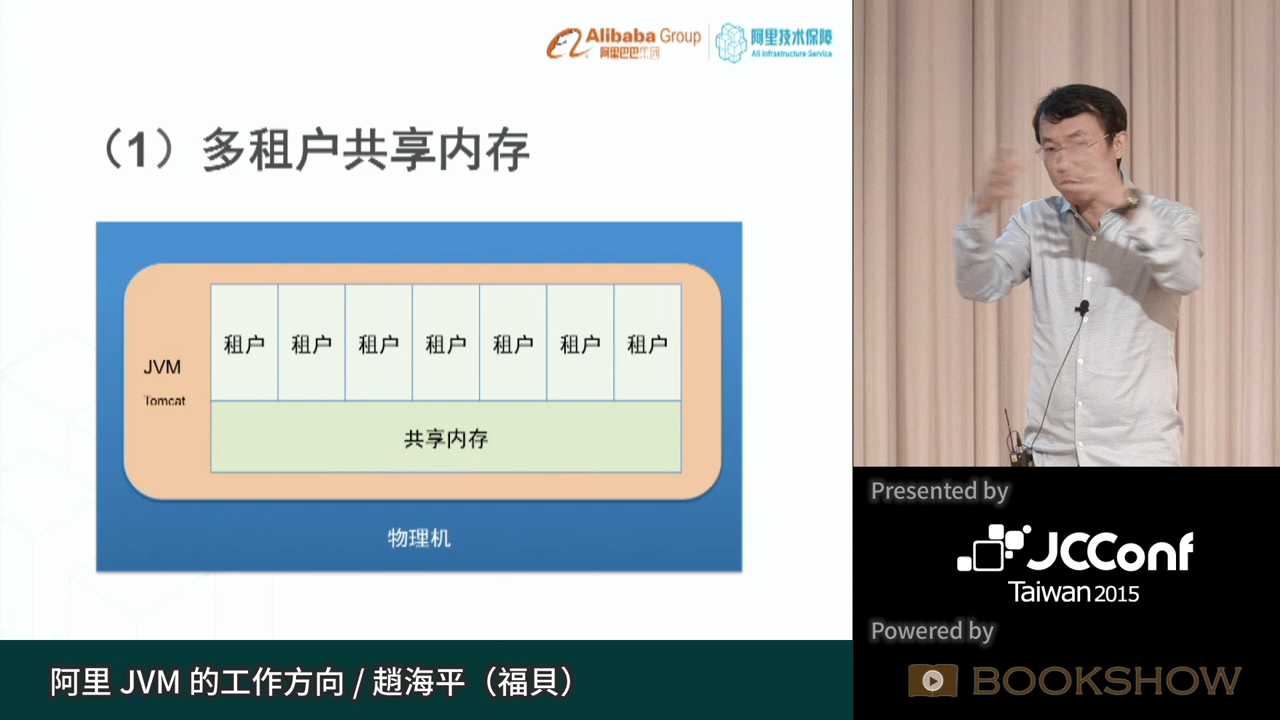 Alibaba Group
阿里巴巴集团
阿里技术保障
Ali Infrastructure Service
（1）多租户共享内存
租户 租户 租户 租户 租户 租户 租户
JVM
Tomcat
共享内存
物理机
阿里 JVM 的工作方向 / 趙海平（福貝）
Presented by
JCConf
Taiwan 2015
Powered by
BOOKSHOW